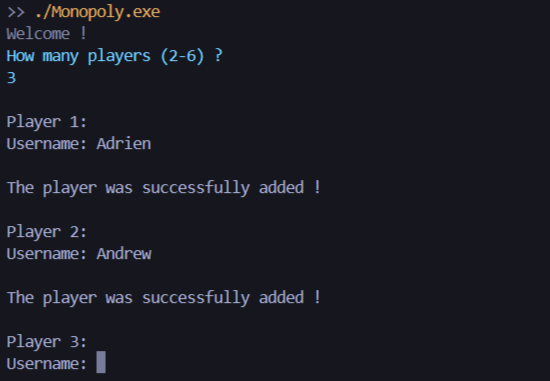 >> ./Monopoly.exe
Welcome !
How many players (2-6) ?
3
Player 1:
Username: Adrien
The player was successfully added !
Player 2:
Username: Andrew
The player was successfully added !
Player 3:
Username: